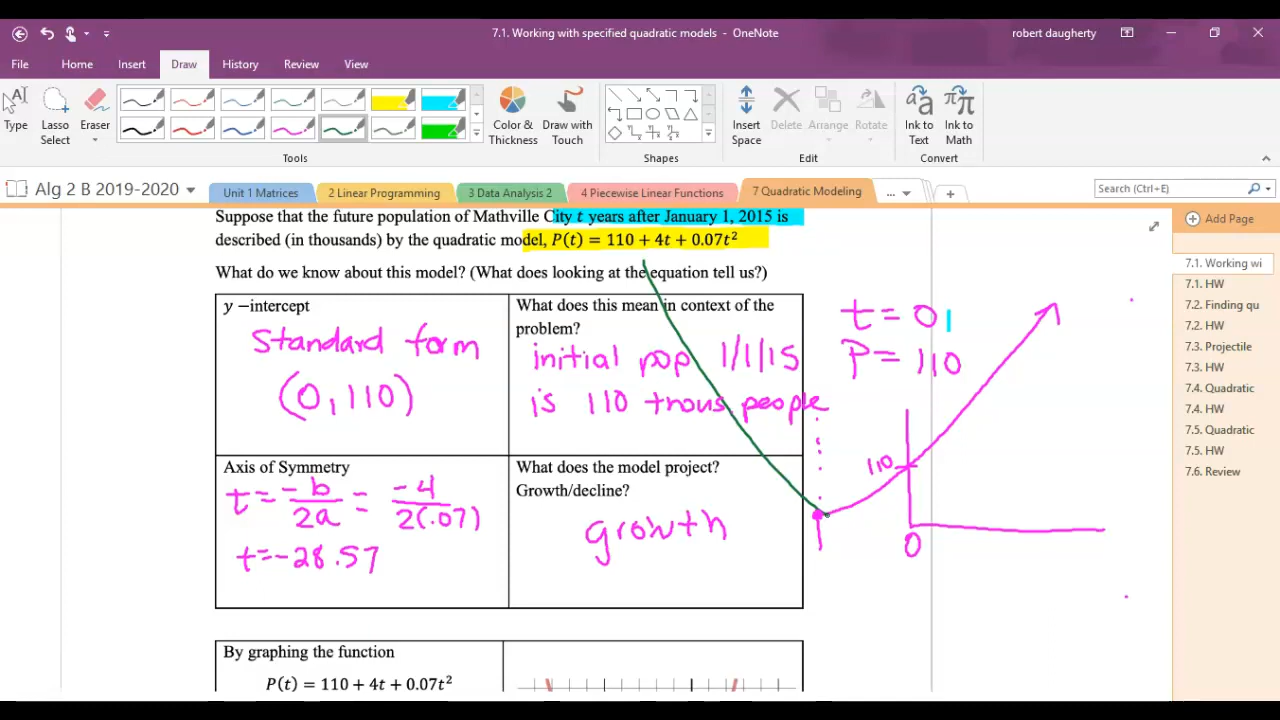 7.1. Working with specified quadratic models - OneNote
robert daugherty
File Home Insert Draw History Review View
Type
Lasso Select
Eraser
Color & Thickness
Draw with Touch
Insert Space
Delete
Arrange
Rotate
Ink to Text
Ink to Math
Tools
Shapes
Edit
Convert
Alg 2 B 2019-2020
Unit 1 Matrices
2 Linear Programming
3 Data Analysis 2
4 Piecewise Linear Functions
7 Quadratic Modeling
...
Search (Ctrl+E)
Suppose that the future population of Mathville City t years after January 1, 2015 is
described (in thousands) by the quadratic model, P(t) = 110 + 4t + 0.07t²
What do we know about this model? (What does looking at the equation tell us?)
y −intercept
Standard form
(0, 110)
What does this mean in context of the
problem?
initial pop 1/1/15
is 110 thous people
Axis of Symmetry
t = -b/2a = -4/2(.07)
t = -28.57
What does the model project?
Growth/decline?
growth
t = 0
P = 110
110
0
By graphing the function
P(t) = 110 + 4t + 0.07t²
Add Page
7.1. Working wi
7.1. HW
7.2. Finding qu
7.2. HW
7.3. Projectile
7.3. HW
7.4. Quadratic
7.4. HW
7.5. Quadratic
7.5. HW
7.6. Review